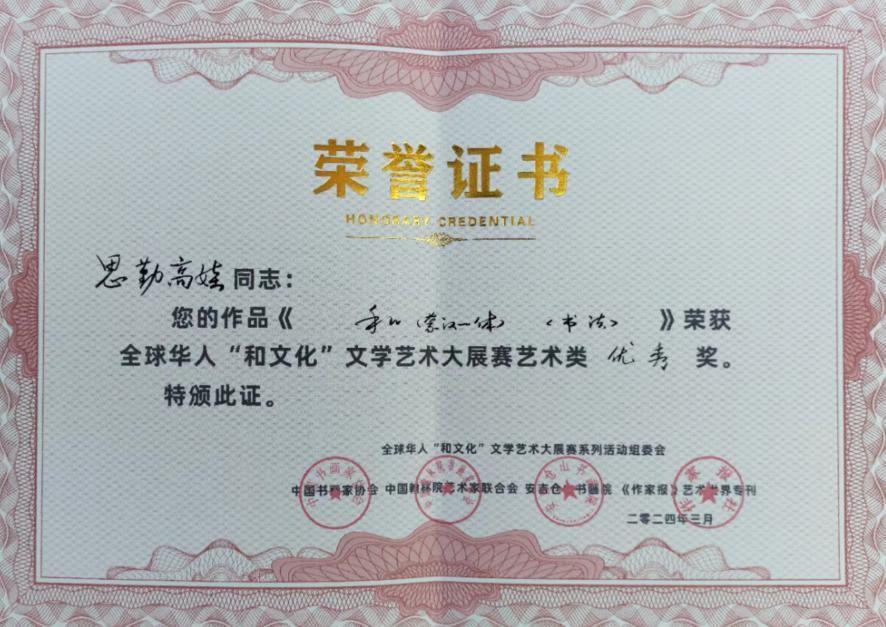 荣誉证书
HONORARY CREDENTIAL
思勤高娃同志：
您的作品《（蒙汉一体）（书法）》荣获
全球华人“和文化”文学艺术大展赛艺术类优秀奖。
特颁此证。
全球华人“和文化”文学艺术大展赛系列活动组委会
中国书画家协会 中国翰林院艺术家联合会 安吉仓山书画院 《作家报》艺术世界专刊
二零二四年三月